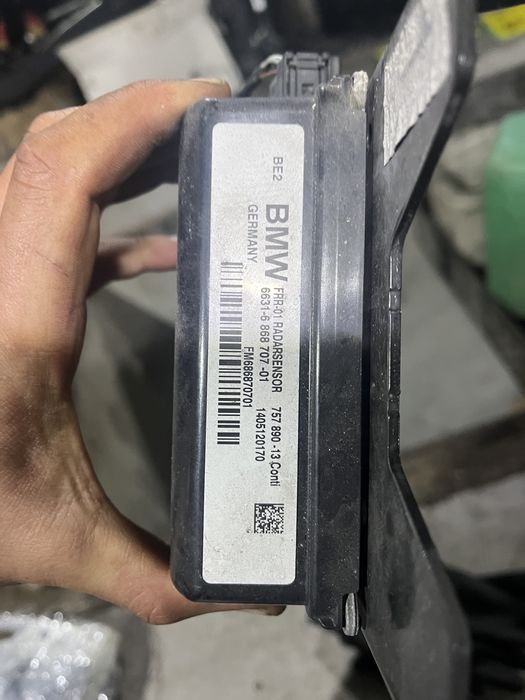 BE2
BMW
GERMANY
FRR-01 RADARSENSOR 757 890 -13 Conti
6631-6 868 707 -01 1405120170
FM686870701